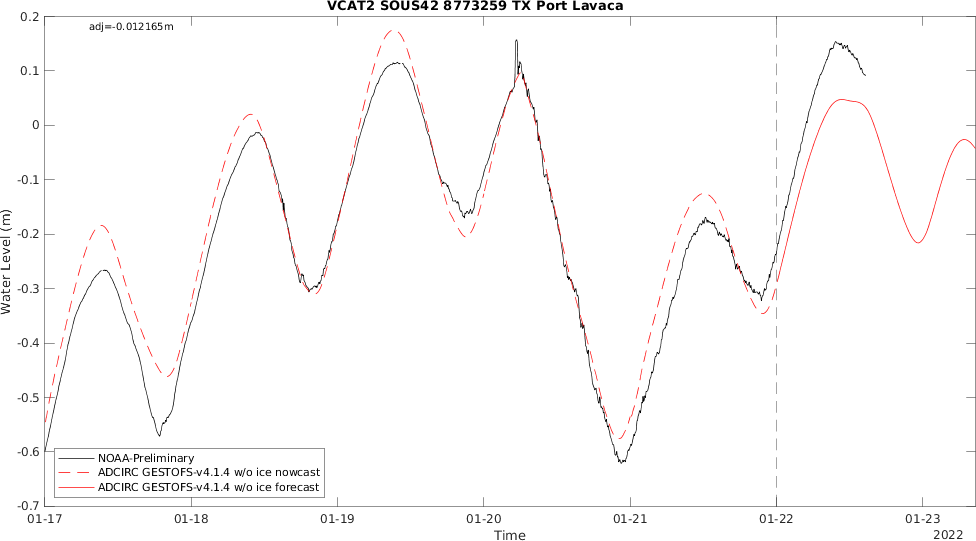 VCAT2 SOUS42 8773259 TX Port Lavaca
adj=-0.012165m
0.2
0.1
0
-0.1
-0.2
-0.3
-0.4
-0.5
-0.6
-0.7
Water Level (m)
NOAA-Preliminary
ADCIRC GESTOFS-v4.1.4 w/o ice nowcast
ADCIRC GESTOFS-v4.1.4 w/o ice forecast
01-17 01-18 01-19 01-20 01-21 01-22 01-23
Time
2022